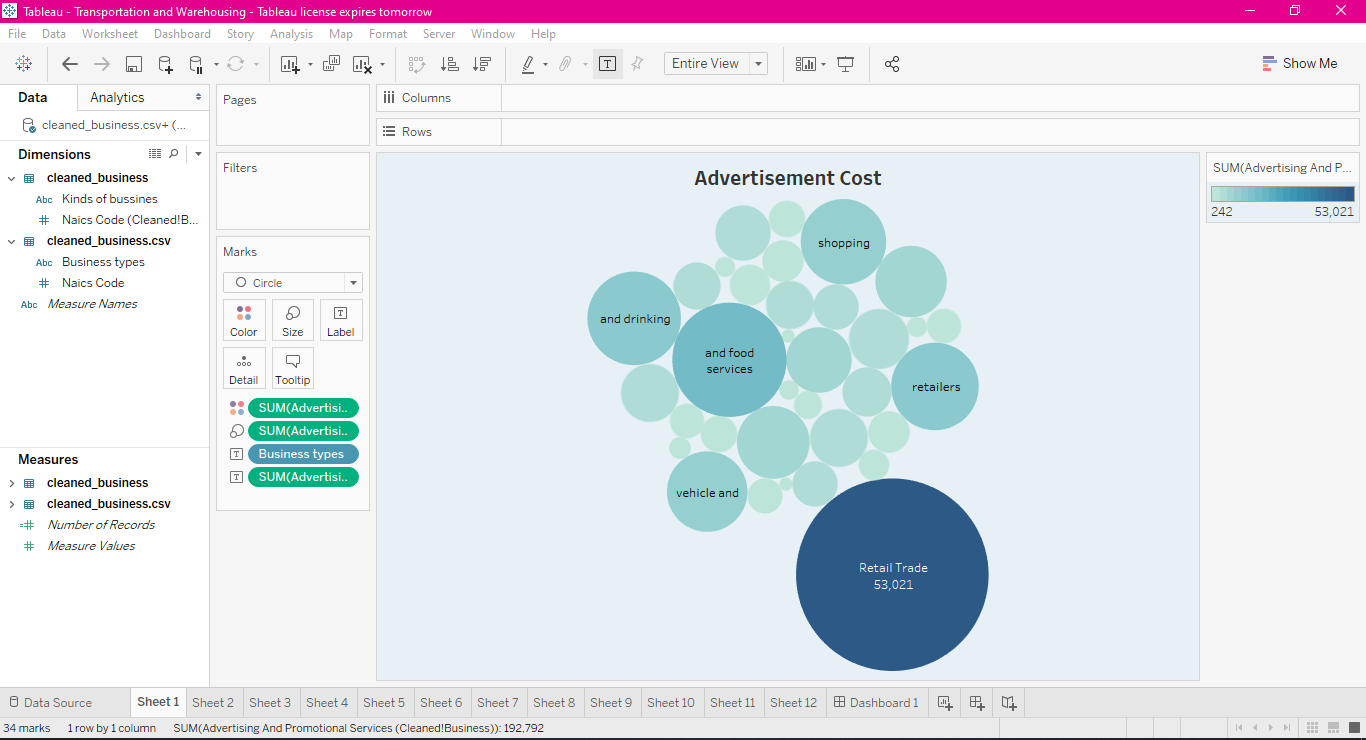 Tableau - Transportation and Warehousing - Tableau license expires tomorrow
File Data Worksheet Dashboard Story Analysis Map Format Server Window Help
Entire View
Show Me
Data Analytics
cleaned_business.csv+ (...
Dimensions
cleaned_business
Abc Kinds of bussines
Naics Code (Cleaned!B...
cleaned_business.csv
Abc Business types
Naics Code
Abc Measure Names
Measures
cleaned_business
cleaned_business.csv
Number of Records
Measure Values
Pages
Filters
Marks
Circle
Color Size Label
Detail Tooltip
SUM(Advertisi..
SUM(Advertisi..
Business types
SUM(Advertisi..
Columns
Rows
Advertisement Cost
shopping
and drinking
and food
services
retailers
vehicle and
Retail Trade
53,021
SUM(Advertising And P...
242 53,021
Data Source Sheet 1 Sheet 2 Sheet 3 Sheet 4 Sheet 5 Sheet 6 Sheet 7 Sheet 8 Sheet 9 Sheet 10 Sheet 11 Sheet 12 Dashboard 1
34 marks 1 row by 1 column SUM(Advertising And Promotional Services (Cleaned!Business)): 192,792